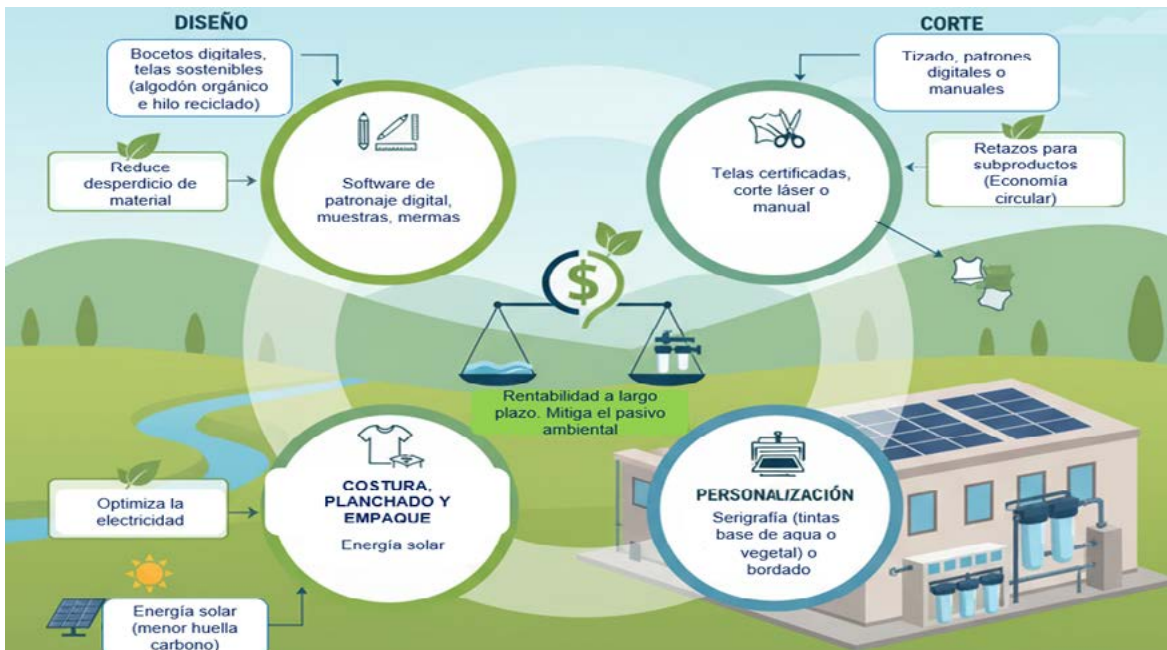 DISEÑO
Bocetos digitales,
telas sostenibles
(algodón orgánico
e hilo reciclado)
Reduce
desperdicio de
material
Software de
patronaje digital,
muestras, mermas
CORTE
Tizado, patrones
digitales o
manuales
Retazos para
subproductos
(Economía
circular)
Telas certificadas,
corte láser o
manual
$
Rentabilidad a largo
plazo. Mitiga el pasivo
ambiental
COSTURA,
PLANCHADO Y
EMPAQUE
Energía solar
Optimiza la
electricidad
Energía solar
(menor huella
carbono)
PERSONALIZACIÓN
Serigrafía (tintas
base de agua o
vegetal) o
bordado